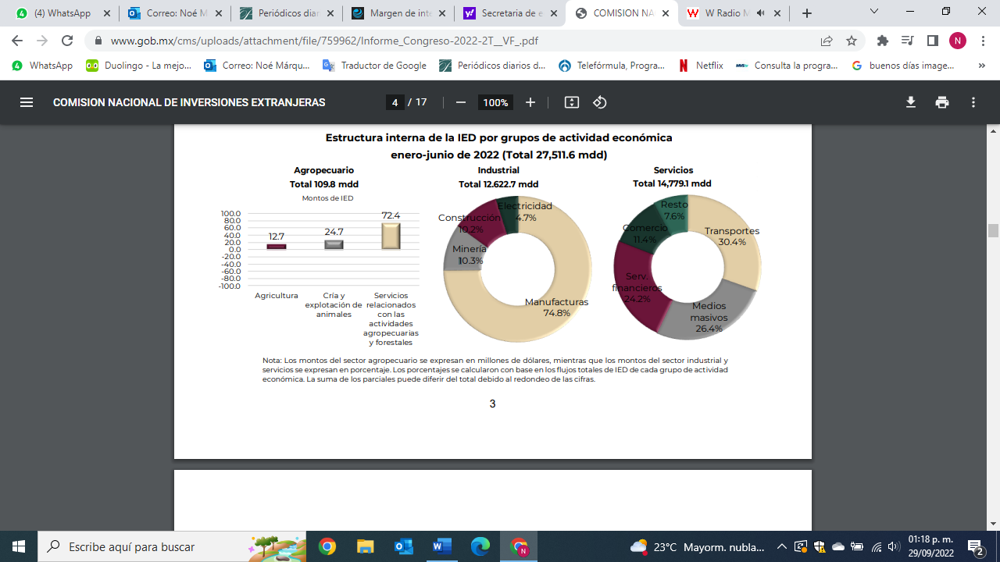 (4) WhatsApp
Correo: Noé M
Periódicos diar
Margen de inte
Secretaria de e
COMISION NA
W Radio M
www.gob.mx/cms/uploads/attachment/file/759962/Informe_Congreso-2022-2T__VF_.pdf
N
WhatsApp
Duolingo - La mejo...
Correo: Noé Márqu...
Traductor de Google
Periódicos diarios d...
Telefórmula, Progra...
Netflix
Consulta la progra...
buenos días image...
»
COMISION NACIONAL DE INVERSIONES EXTRANJERAS
4 / 17
100%
Estructura interna de la IED por grupos de actividad económica
enero-junio de 2022 (Total 27,511.6 mdd)
Agropecuario
Total 109.8 mdd
Montos de IED
100.0
80.0
60.0
40.0
20.0
0.0
-20.0
-40.0
-60.0
-80.0
-100.0
12.7
24.7
72.4
Agricultura
Cría y
explotación de
animales
Servicios
relacionados
con las
actividades
agropecuarias
y forestales
Industrial
Total 12.622.7 mdd
Electricidad
4.7%
Construcción
10.2%
Minería
10.3%
Manufacturas
74.8%
Servicios
Total 14,779.1 mdd
Resto
7.6%
Comercio
11.4%
Transportes
30.4%
Serv.
financieros
24.2%
Medios
masivos
26.4%
Nota: Los montos del sector agropecuario se expresan en millones de dólares, mientras que los montos del sector industrial y
servicios se expresan en porcentaje. Los porcentajes se calcularon con base en los flujos totales de IED de cada grupo de actividad
económica. La suma de los parciales puede diferir del total debido al redondeo de las cifras.
3
Escribe aquí para buscar
23°C Mayorm. nubla...
01:18 p. m.
29/09/2022
2